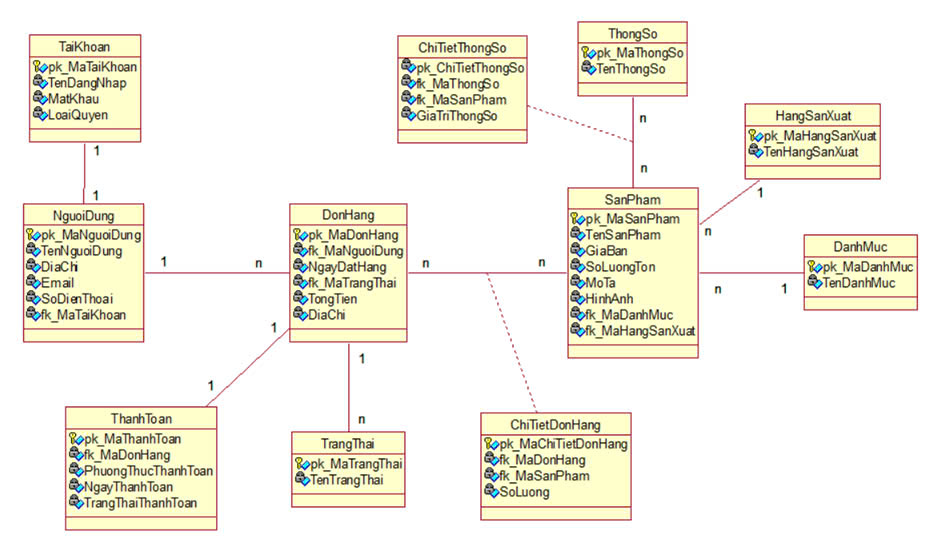 TaiKhoan
pk_MaTaiKhoan
TenDangNhap
MatKhau
LoaiQuyen
1
1
NguoiDung
pk_MaNguoiDung
TenNguoiDung
DiaChi
Email
SoDienThoai
fk_MaTaiKhoan
1
n
DonHang
pk_MaDonHang
fk_MaNguoiDung
NgayDatHang
fk_MaTrangThai
TongTien
DiaChi
1
1
ThanhToan
pk_MaThanhToan
fk_MaDonHang
PhuongThucThanhToan
NgayThanhToan
TrangThaiThanhToan
1
n
TrangThai
pk_MaTrangThai
TenTrangThai
n
n
ChiTietDonHang
pk_MaChiTietDonHang
fk_MaDonHang
fk_MaSanPham
SoLuong
ChiTietThongSo
pk_ChiTietThongSo
fk_MaThongSo
fk_MaSanPham
GiaTriThongSo
ThongSo
pk_MaThongSo
TenThongSo
n
n
SanPham
pk_MaSanPham
TenSanPham
GiaBan
SoLuongTon
MoTa
HinhAnh
fk_MaDanhMuc
fk_MaHangSanXuat
HangSanXuat
pk_MaHangSanXuat
TenHangSanXuat
1
n
DanhMuc
pk_MaDanhMuc
TenDanhMuc
n
1